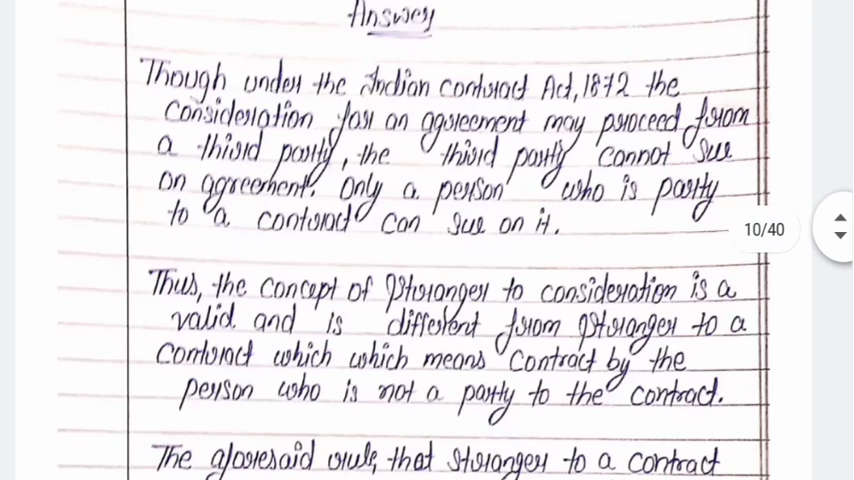 Answer
Though under the Indian contract Act, 1872 the
consideration for an agreement may proceed from
a third party, the third party cannot sue
on agreement. Only a person who is party
to a contract can sue on it.
10/40
Thus, the concept of stranger to consideration is a
valid and is different from stranger to a
contract which which means contract by the
person who is not a party to the contract.
The aforesaid rule, that stranger to a contract